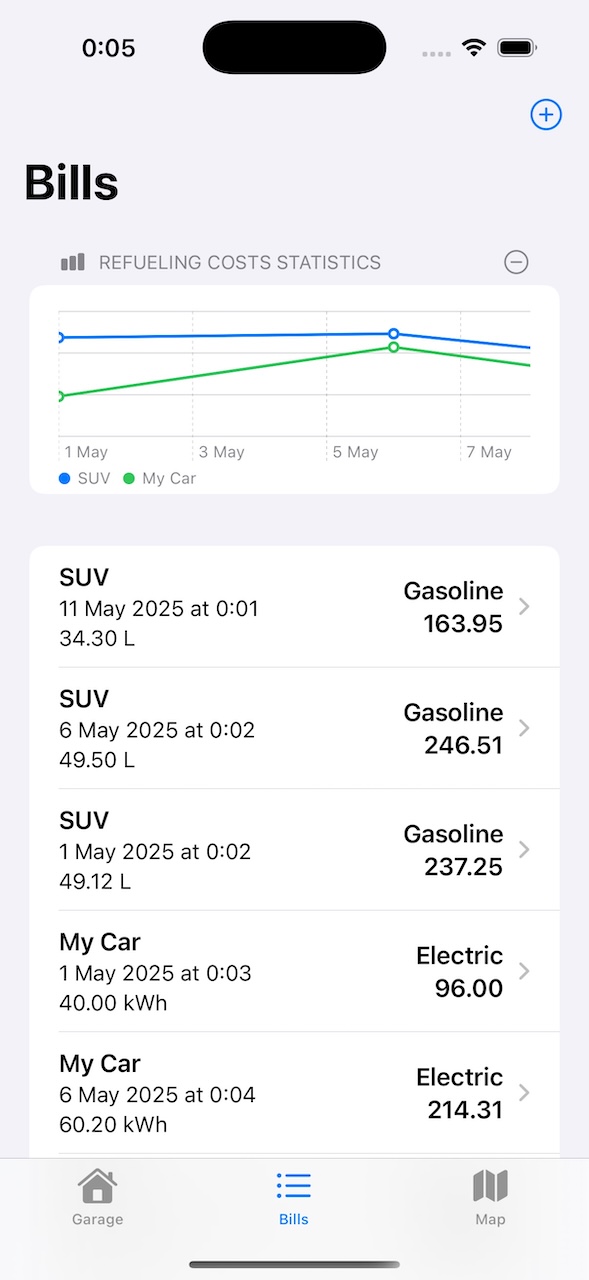 0:05
Bills
REFUELING COSTS STATISTICS
1 May
3 May
5 May
7 May
SUV
My Car
SUV
11 May 2025 at 0:01
34.30 L
Gasoline
163.95
SUV
6 May 2025 at 0:02
49.50 L
Gasoline
246.51
SUV
1 May 2025 at 0:02
49.12 L
Gasoline
237.25
My Car
1 May 2025 at 0:03
40.00 kWh
Electric
96.00
My Car
6 May 2025 at 0:04
60.20 kWh
Electric
214.31
Garage
Bills
Map